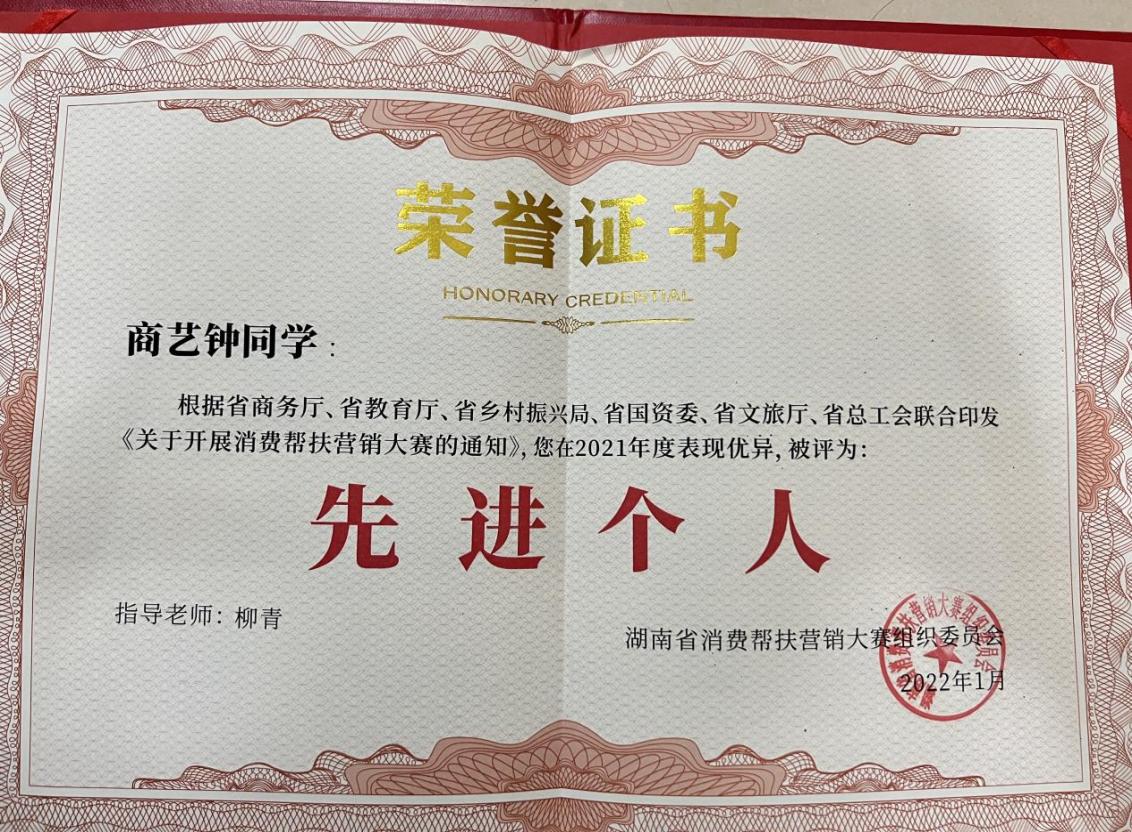 荣誉证书
HONORARY CREDENTIAL
商艺钟同学：
根据省商务厅、省教育厅、省乡村振兴局、省国资委、省文旅厅、省总工会联合印发
《关于开展消费帮扶营销大赛的通知》，您在2021年度表现优异，被评为：
先进个人
指导老师：柳青
湖南省消费帮扶营销大赛组织委员会
2022年1月